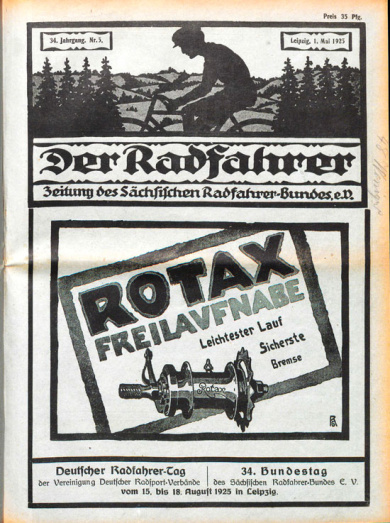 Preis 35 Pfg.
34. Jahrgang. Nr. 5.
Leipzig, 1. Mai 1925
Der Radfahrer
Zeitung des Sächsischen Radfahrer-Bundes, e.V.
ROTAX
FREILAVFNABE
Leichtester Lauf
Sicherste
Bremse
Rotax
Deutscher Radfahrer-Tag
der Vereinigung Deutscher Radsport-Verbände
34. Bundestag
des Sächsischen Radfahrer-Bundes E. V.
vom 15. bis 18. August 1925 in Leipzig.